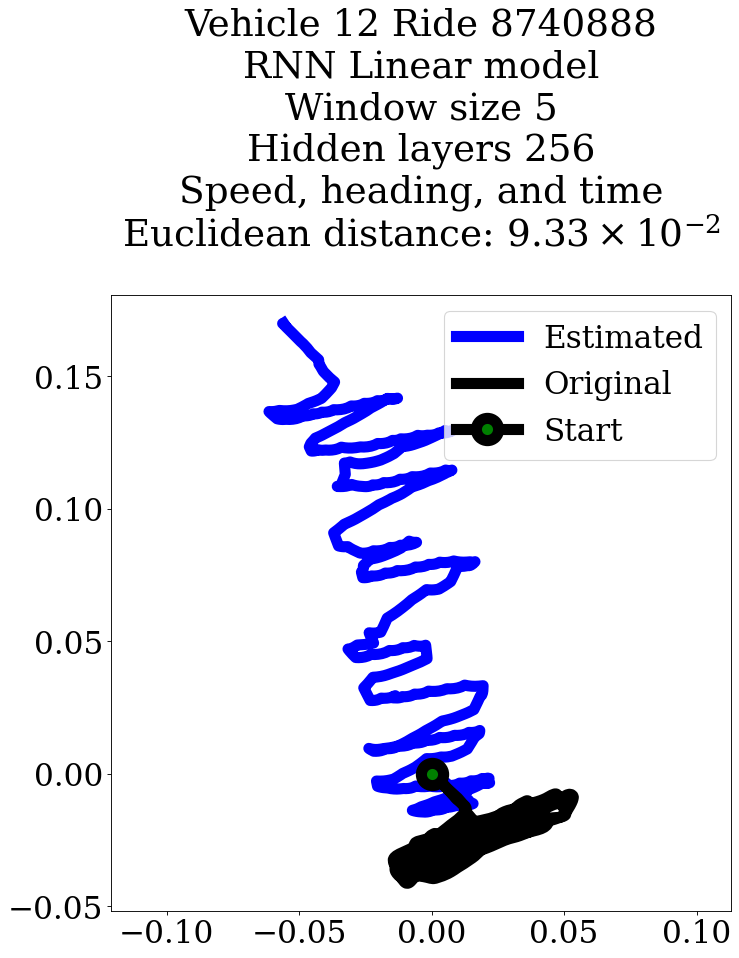 Vehicle 12 Ride 8740888
RNN Linear model
Window size 5
Hidden layers 256
Speed, heading, and time
Euclidean distance: 9.33 × 10⁻²
Estimated
Original
Start
0.15
0.10
0.05
0.00
−0.05
−0.10 −0.05 0.00 0.05 0.10